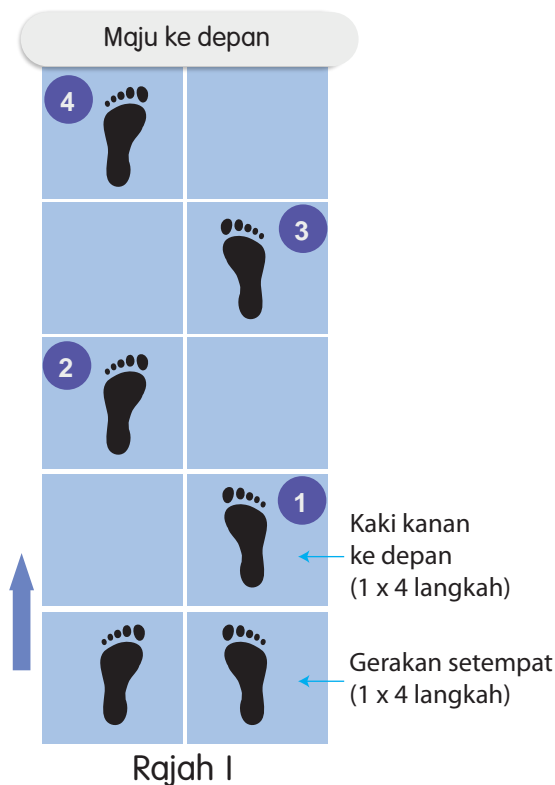 Maju ke depan
4
3
2
1
Kaki kanan
ke depan
(1 x 4 langkah)
Gerakan setempat
(1 x 4 langkah)
Rajah I